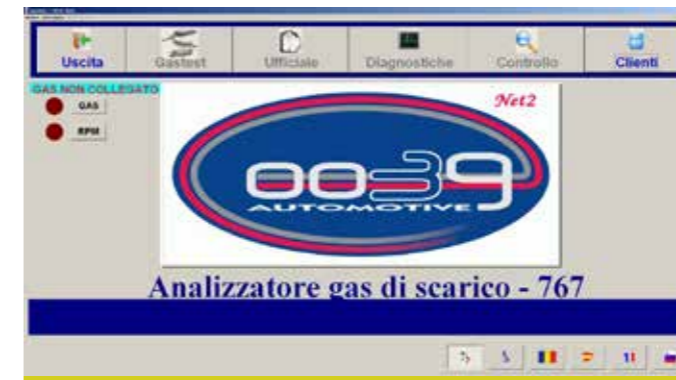 Uscita Gastest Ufficiale Diagnostiche Controllo Clienti
GAS NON COLLEGATO
GAS
RPM
Net2
0039
AUTOMOTIVE
Analizzatore gas di scarico - 767